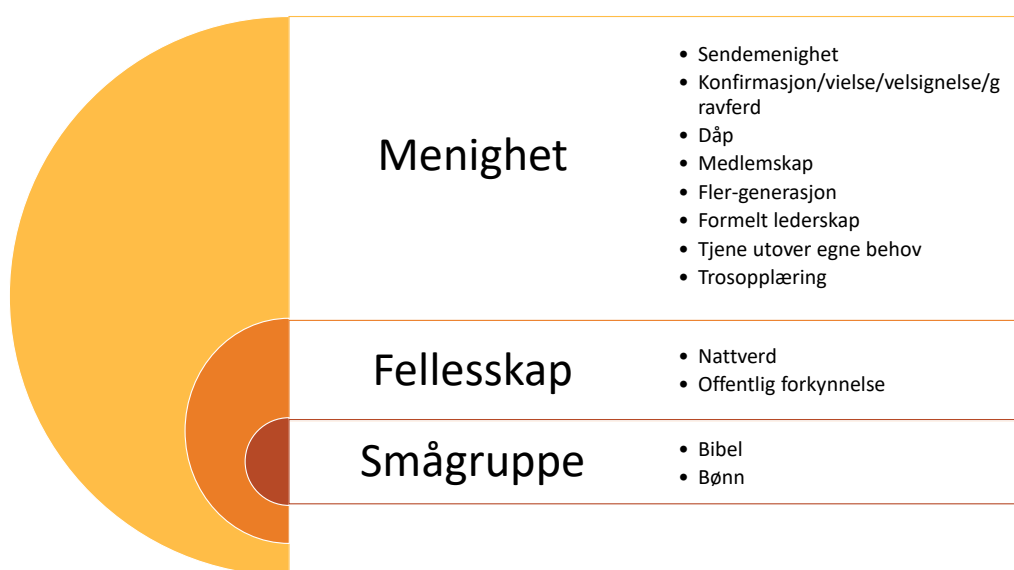 Menighet
• Sendemenighet
• Konfirmasjon/vielse/velsignelse/g
ravferd
• Dåp
• Medlemskap
• Fler-generasjon
• Formelt lederskap
• Tjene utover egne behov
• Trosopplæring
Fellesskap
• Nattverd
• Offentlig forkynnelse
Smågruppe
• Bibel
• Bønn